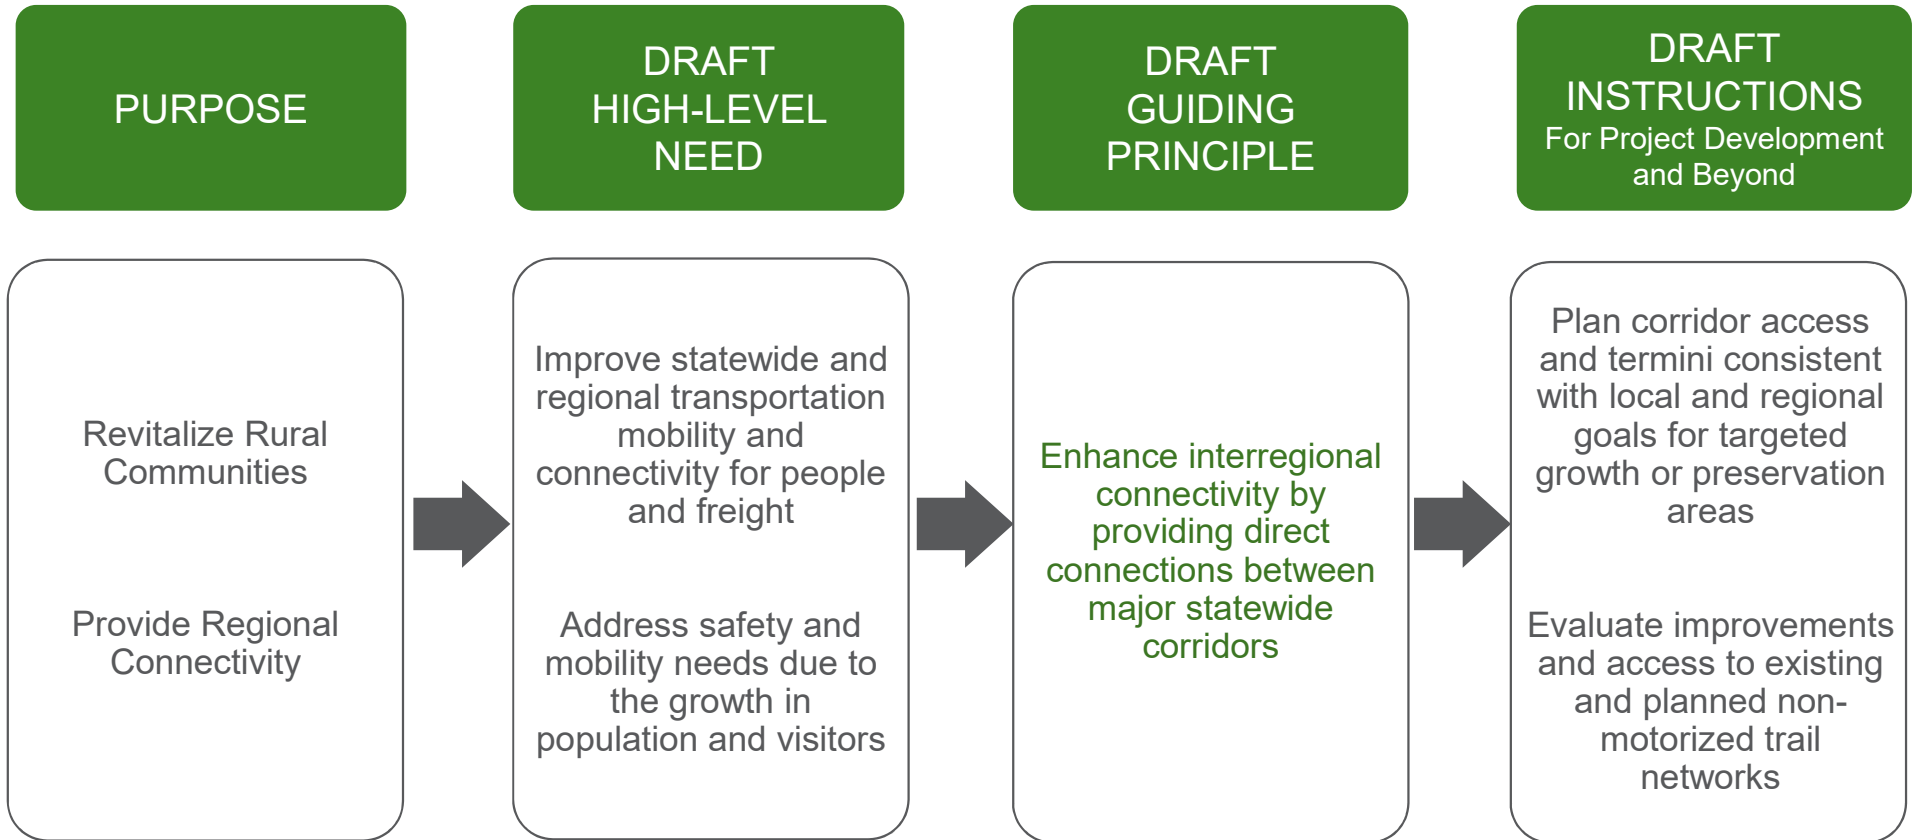 PURPOSE
DRAFT
HIGH-LEVEL
NEED
DRAFT
GUIDING
PRINCIPLE
DRAFT
INSTRUCTIONS
For Project Development
and Beyond
Revitalize Rural
Communities
Provide Regional
Connectivity
Improve statewide and
regional transportation
mobility and
connectivity for people
and freight
Address safety and
mobility needs due to
the growth in
population and visitors
Enhance interregional
connectivity by
providing direct
connections between
major statewide
corridors
Plan corridor access
and termini consistent
with local and regional
goals for targeted
growth or preservation
areas
Evaluate improvements
and access to existing
and planned non-
motorized trail
networks